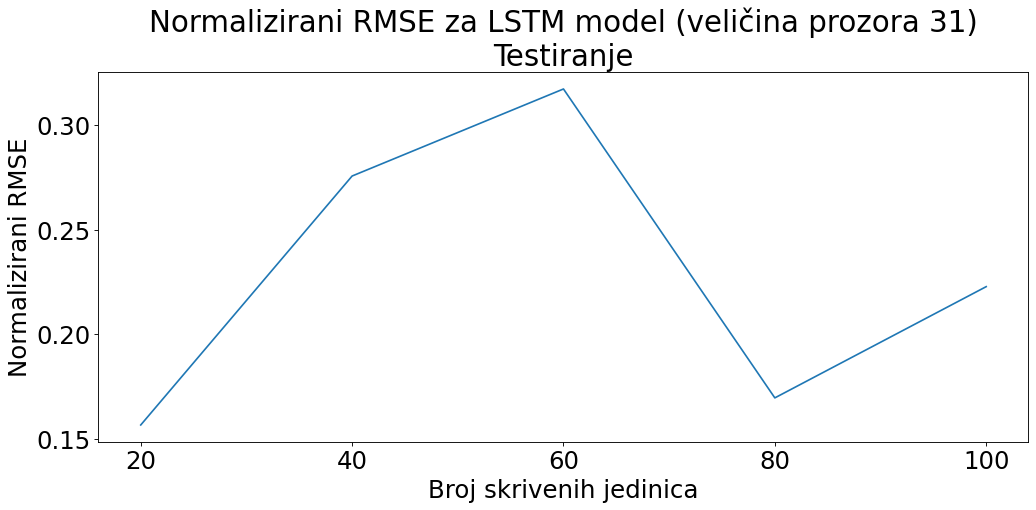 Normalizirani RMSE za LSTM model (veličina prozora 31)
Testiranje
Normalizirani RMSE
0.30
0.25
0.20
0.15
20 40 60 80 100
Broj skrivenih jedinica